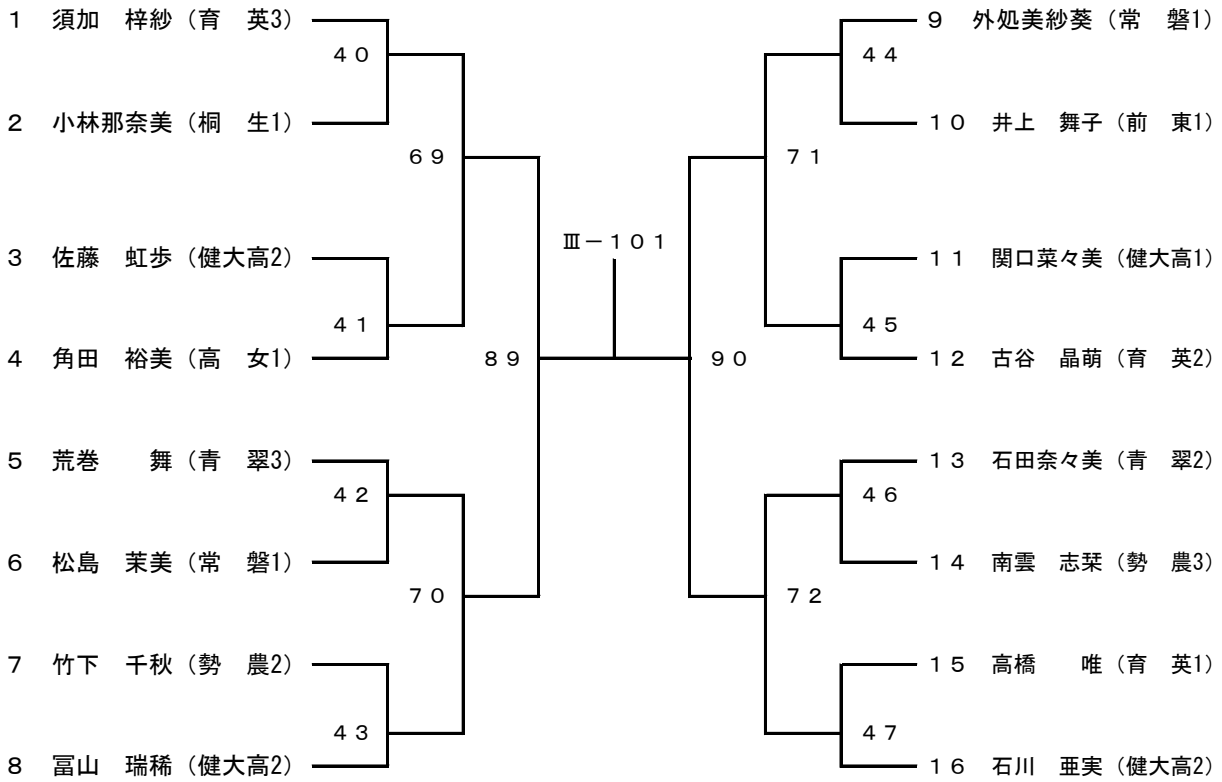 1 須加 梓紗（育 英3）
40
2 小林那奈美（桐 生1）
69
3 佐藤 虹歩（健大高2）
41
4 角田 裕美（高 女1）
89
5 荒巻 舞（青 翠3）
42
6 松島 茉美（常 磐1）
70
7 竹下 千秋（勢 農2）
43
8 冨山 瑞稀（健大高2）
Ⅲ－101
9 外処美紗葵（常 磐1）
44
10 井上 舞子（前 東1）
71
11 関口菜々美（健大高1）
45
12 古谷 晶萌（育 英2）
90
13 石田奈々美（青 翠2）
46
14 南雲 志栞（勢 農3）
72
15 高橋 唯（育 英1）
47
16 石川 亜実（健大高2）